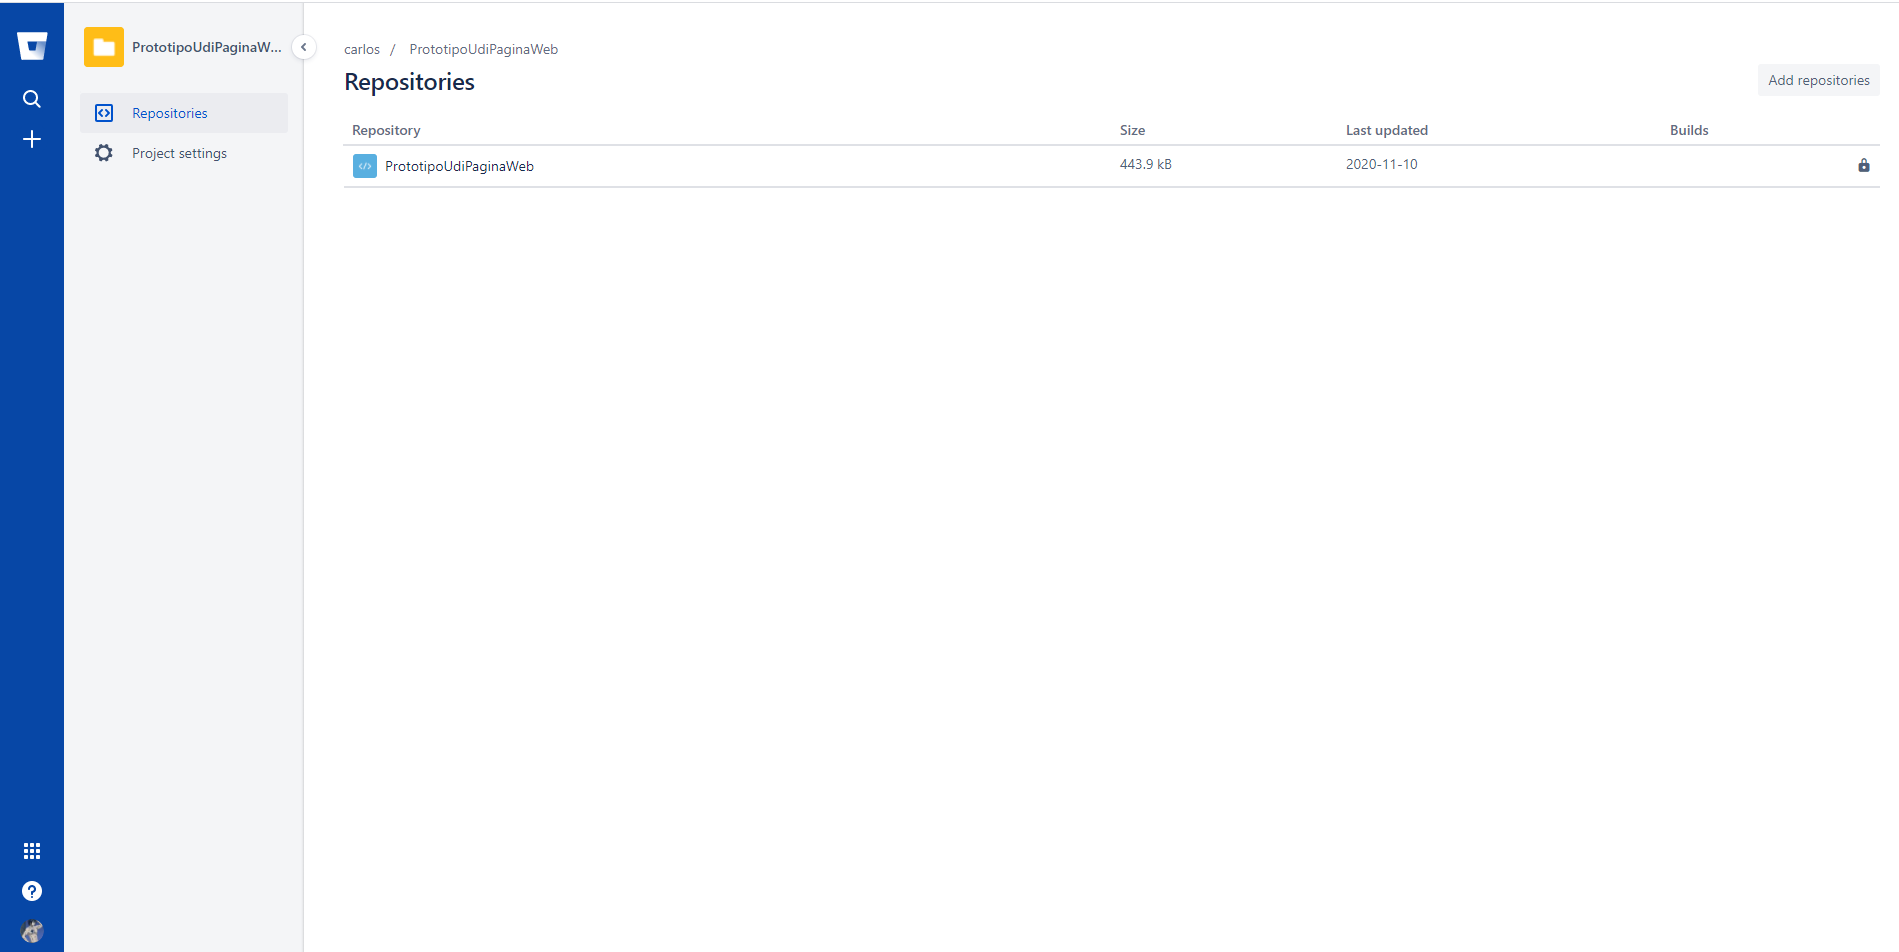 PrototipoUdiPaginaW...
Repositories
Project settings
carlos / PrototipoUdiPaginaWeb
Repositories
Add repositories
Repository Size Last updated Builds
PrototipoUdiPaginaWeb 443.9 kB 2020-11-10